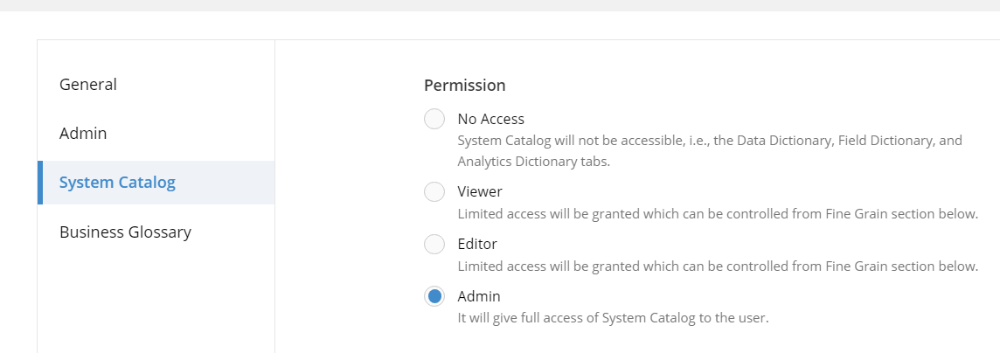 General
Admin
System Catalog
Business Glossary
Permission
No Access
System Catalog will not be accessible, i.e., the Data Dictionary, Field Dictionary, and
Analytics Dictionary tabs.
Viewer
Limited access will be granted which can be controlled from Fine Grain section below.
Editor
Limited access will be granted which can be controlled from Fine Grain section below.
Admin
It will give full access of System Catalog to the user.